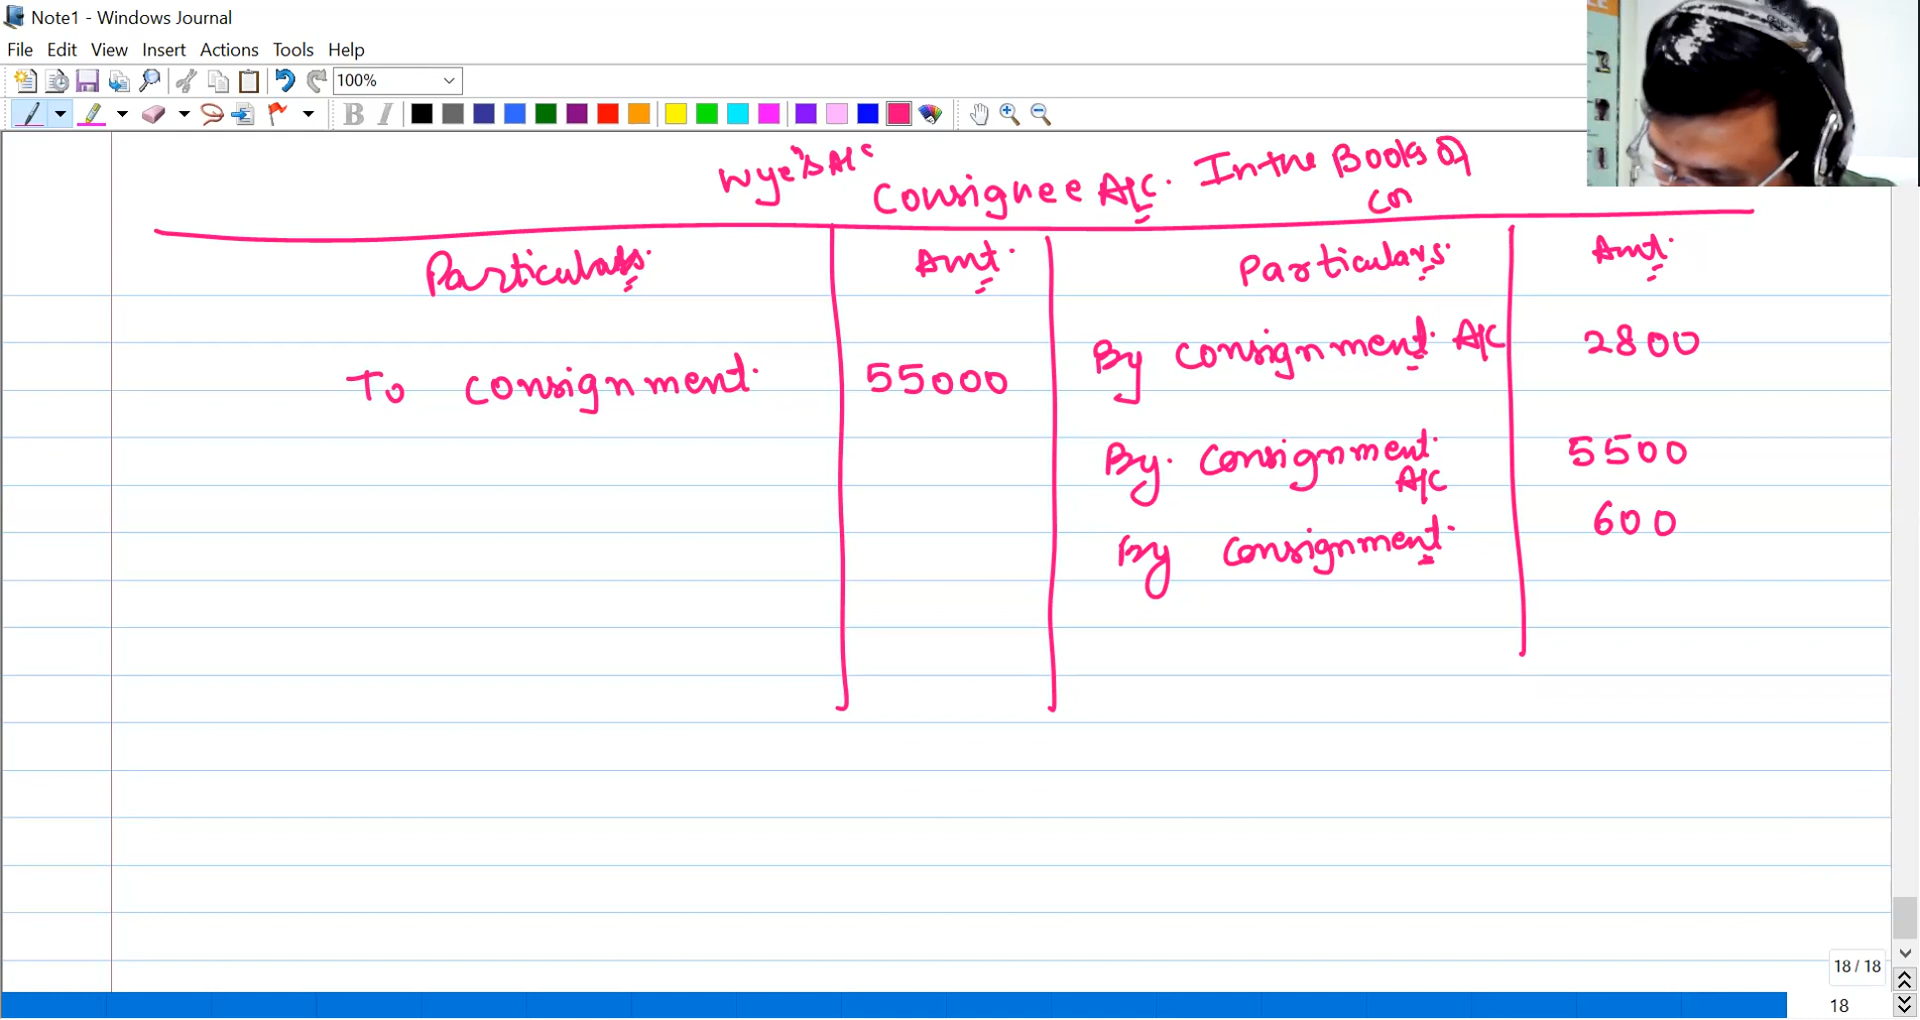 Note1 - Windows Journal
File Edit View Insert Actions Tools Help
100%
B I
Wye's A/c Consignee A/C. In the Books of
con
Particulars. Amt. Particulars. Amt.
By consignment A/C 2800
To consignment 55000
By consignment 5500
A/C
By consignment 600
18 / 18
18